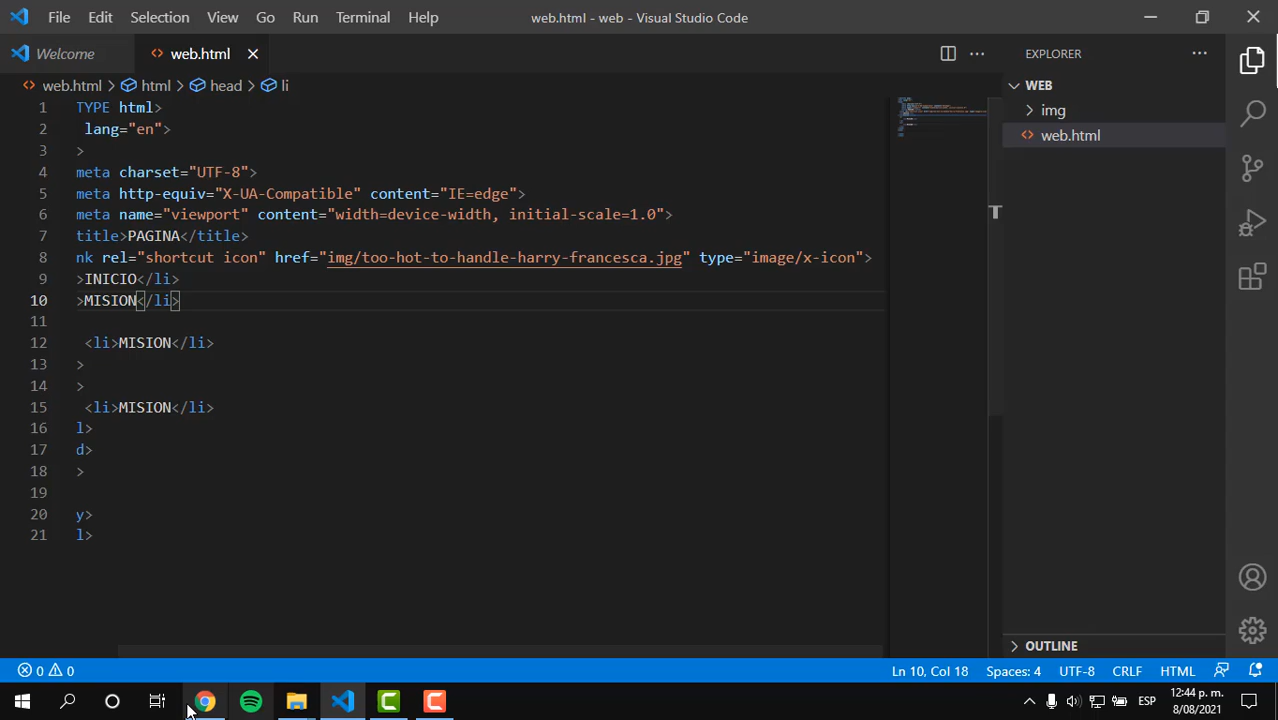 File Edit Selection View Go Run Terminal Help web.html - web - Visual Studio Code
Welcome web.html EXPLORER
web.html > html > head > li WEB
img
web.html
1 TYPE html>
2 lang="en">
3 >
4 meta charset="UTF-8">
5 meta http-equiv="X-UA-Compatible" content="IE=edge">
6 meta name="viewport" content="width=device-width, initial-scale=1.0">
7 title>PAGINA</title>
8 nk rel="shortcut icon" href="img/too-hot-to-handle-harry-francesca.jpg" type="image/x-icon">
9 >INICIO</li>
10 >MISION</li>
11
12 <li>MISION</li>
13 >
14 >
15 <li>MISION</li>
16 l>
17 d>
18 >
19
20 y>
21 l>
OUTLINE
0 0 Ln 10, Col 18 Spaces: 4 UTF-8 CRLF HTML
ESP 12:44 p. m.
8/08/2021